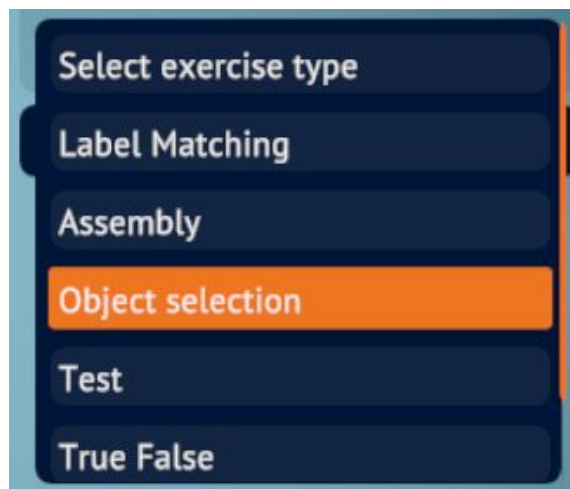 Select exercise type
Label Matching
Assembly
Object selection
Test
True False